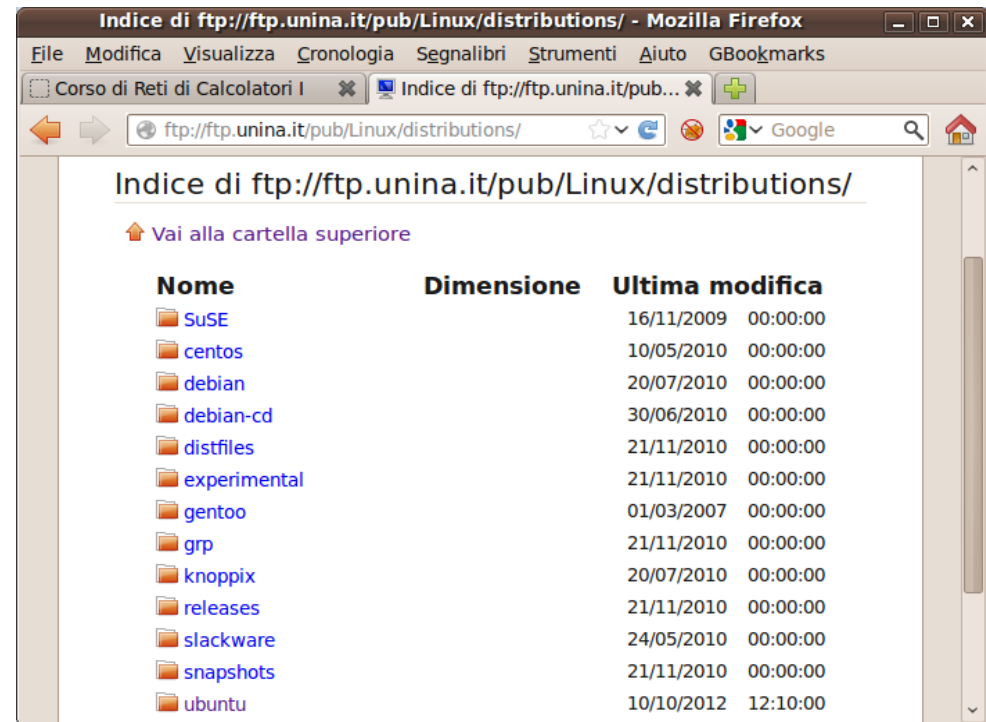 Indice di ftp://ftp.unina.it/pub/Linux/distributions/ - Mozilla Firefox
File Modifica Visualizza Cronologia Segnalibri Strumenti Aiuto GBookmarks
Corso di Reti di Calcolatori I Indice di ftp://ftp.unina.it/pub...
ftp://ftp.unina.it/pub/Linux/distributions/ Google
Indice di ftp://ftp.unina.it/pub/Linux/distributions/
Vai alla cartella superiore
Nome Dimensione Ultima modifica
SuSE 16/11/2009 00:00:00
centos 10/05/2010 00:00:00
debian 20/07/2010 00:00:00
debian-cd 30/06/2010 00:00:00
distfiles 21/11/2010 00:00:00
experimental 21/11/2010 00:00:00
gentoo 01/03/2007 00:00:00
grp 21/11/2010 00:00:00
knoppix 20/07/2010 00:00:00
releases 21/11/2010 00:00:00
slackware 24/05/2010 00:00:00
snapshots 21/11/2010 00:00:00
ubuntu 10/10/2012 12:10:00